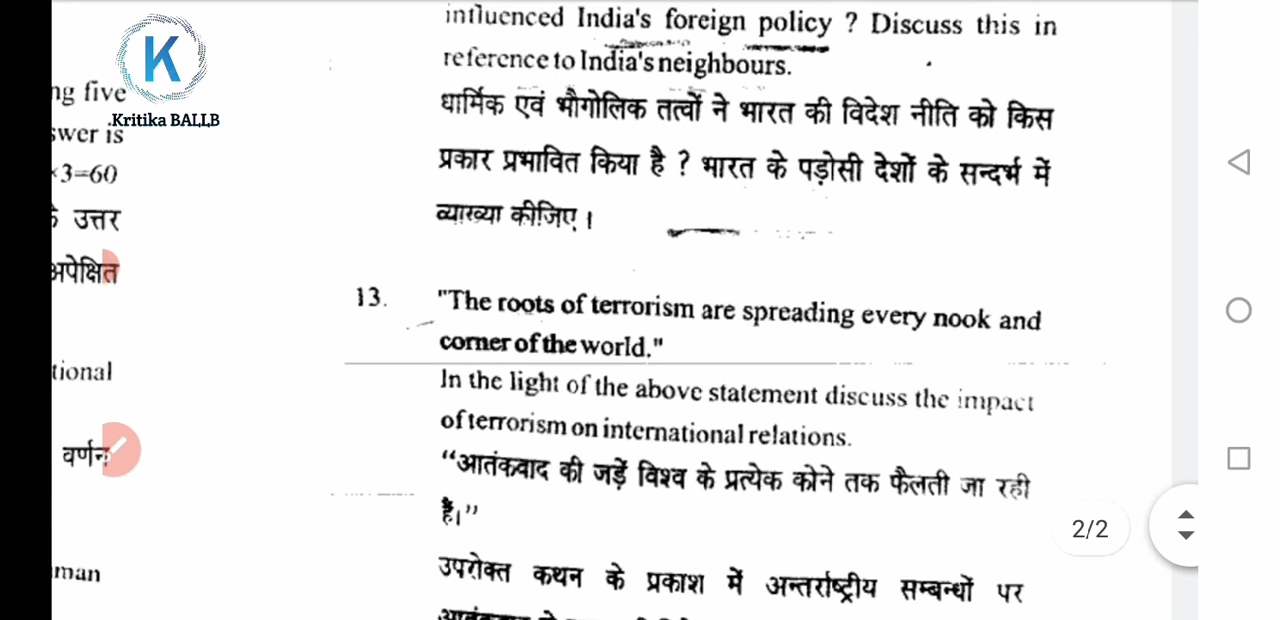 K
Kritika BALLB
ng five
swer is
×3=60
उत्तर
अपेक्षित
tional
वर्णन
man
influenced India's foreign policy ? Discuss this in
reference to India's neighbours.
धार्मिक एवं भौगोलिक तत्वों ने भारत की विदेश नीति को किस
प्रकार प्रभावित किया है ? भारत के पड़ोसी देशों के सन्दर्भ में
व्याख्या कीजिए।
13. "The roots of terrorism are spreading every nook and
corner of the world."
In the light of the above statement discuss the impact
of terrorism on international relations.
“आतंकवाद की जड़ें विश्व के प्रत्येक कोने तक फैलती जा रही
है।”
उपरोक्त कथन के प्रकाश में अन्तर्राष्ट्रीय सम्बन्धों पर
2/2